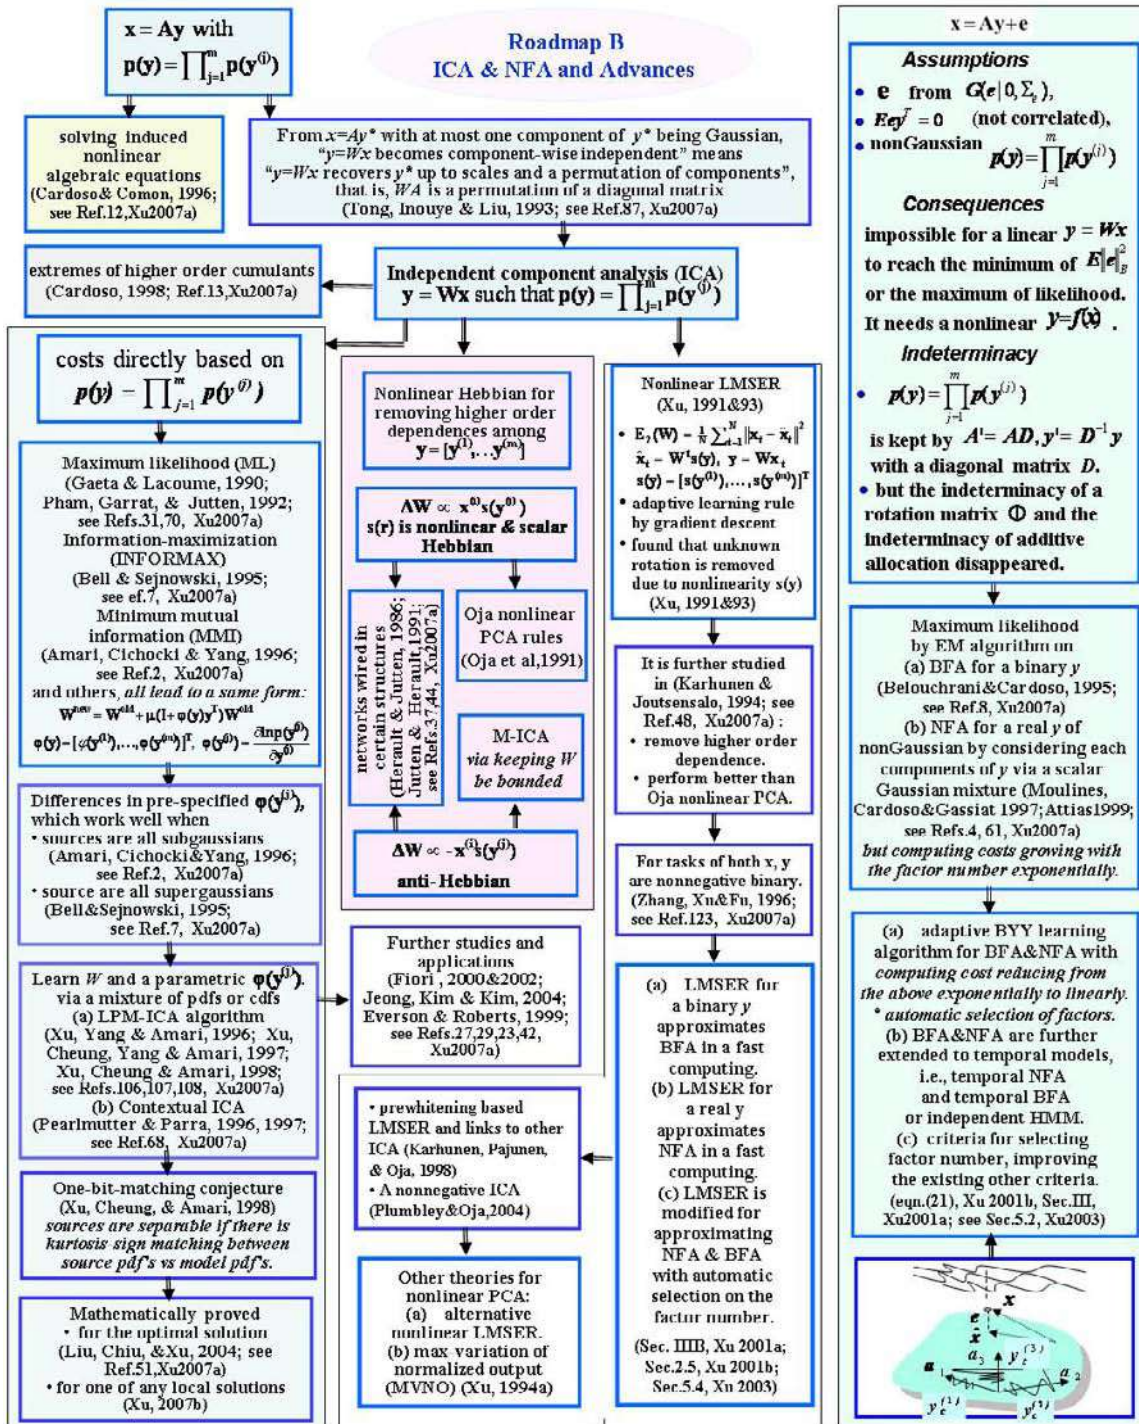 x = Ay with
p(y) = ∏_{j=1}^{m} p(y^{(j)})
Roadmap B
ICA & NFA and Advances
solving induced
nonlinear
algebraic equations
(Cardoso& Comon, 1996;
see Ref.12,Xu2007a)
From x=Ay* with at most one component of y* being Gaussian,
"y=Wx becomes component-wise independent" means
"y=Wx recovers y* up to scales and a permutation of components",
that is, WA is a permutation of a diagonal matrix
(Tong, Inouye & Liu, 1993; see Ref.87, Xu2007a)
extremes of higher order cumulants
(Cardoso, 1998; Ref.13,Xu2007a)
Independent component analysis (ICA)
y = Wx such that p(y) = ∏_{j=1}^{m} p(y^{(j)})
costs directly based on
p(y) = ∏_{j=1}^{m} p(y^{(j)})
Maximum likelihood (ML)
(Gaeta & Lacoume, 1990;
Pham, Garrat, & Jutten, 1992;
see Refs.31,70, Xu2007a)
Information-maximization
(INFORMAX)
(Bell & Sejnowski, 1995;
see ef.7, Xu2007a)
Minimum mutual
information (MMI)
(Amari, Cichocki & Yang, 1996;
see Ref.2, Xu2007a)
and others, all lead to a same form:
W^{new} = W^{old} + μ(I+φ(y)y^T)W^{old}
φ(y)=[φ(y^{(1)}),...,φ(y^{(m)})]^T, φ(y^{(j)})=∂lnp(y^{(j)})/∂y^{(j)}
Differences in pre-specified φ(y^{(j)}),
which work well when
• sources are all subgaussians
(Amari, Cichocki&Yang, 1996;
see Ref.2, Xu2007a)
• source are all supergaussians
(Bell&Sejnowski, 1995;
see Ref.7, Xu2007a)
Learn W and a parametric φ(y^{(j)}).
via a mixture of pdfs or cdfs
(a) LPM-ICA algorithm
(Xu, Yang & Amari, 1996; Xu,
Cheung, Yang & Amari, 1997;
Xu, Cheung & Amari, 1998;
see Refs.106,107,108, Xu2007a)
(b) Contextual ICA
(Pearlmutter & Parra, 1996, 1997;
see Ref.68, Xu2007a)
One-bit-matching conjecture
(Xu, Cheung, & Amari, 1998)
sources are separable if there is
kurtosis sign matching between
source pdf's vs model pdf's.
Mathematically proved
• for the optimal solution
(Liu, Chiu, &Xu, 2004; see
Ref.51,Xu2007a)
• for one of any local solutions
(Xu, 2007b)
Nonlinear Hebbian for
removing higher order
dependences among
y = [y^{(1)},...y^{(m)}]
ΔW ∝ x^{(i)}s(y^{(j)})
s(r) is nonlinear & scalar
Hebbian
networks wired in
certain structures
(Herault & Jutten, 1986;
Jutten & Herault,1991;
see Refs.37,44, Xu2007a)
Oja nonlinear
PCA rules
(Oja et al,1991)
M-ICA
via keeping W
be bounded
ΔW ∝ -x^{(i)}s(y^{(j)})
anti-Hebbian
Further studies and
applications
(Fiori , 2000&2002;
Jeong, Kim & Kim, 2004;
Everson & Roberts, 1999;
see Refs.27,29,23,42,
Xu2007a)
• prewhitening based
LMSER and links to other
ICA (Karhunen, Pajunen,
& Oja, 1998)
• A nonnegative ICA
(Plumbley&Oja,2004)
Other theories for
nonlinear PCA:
(a) alternative
nonlinear LMSER.
(b) max variation of
normalized output
(MVNO) (Xu, 1994a)
Nonlinear LMSER
(Xu, 1991&93)
• E_2(W) = 1/N ∑_{t=1}^{N} ||x_t - x̂_t||^2
x̂_t = W^t s(y), y = Wx_t
s(y) = [s(y^{(1)}),...,s(y^{(m)})]^T
• adaptive learning rule
by gradient descent
• found that unknown
rotation is removed
due to nonlinearity s(y)
(Xu, 1991&93)
It is further studied
in (Karhunen &
Joutsensalo, 1994; see
Ref.48, Xu2007a) :
• remove higher order
dependence.
• perform better than
Oja nonlinear PCA.
For tasks of both x, y
are nonnegative binary.
(Zhang, Xu&Fu, 1996;
see Ref.123, Xu2007a)
(a) LMSER for
a binary y
approximates
BFA in a fast
computing.
(b) LMSER for
a real y
approximates
NFA in a fast
computing.
(c) LMSER is
modified for
approximating
NFA & BFA
with automatic
selection on the
factor number.
(Sec. IIIB, Xu 2001a;
Sec.2.5, Xu 2001b;
Sec.5.4, Xu 2003)
x = Ay+e
Assumptions
• e from G(e|0,Σ_e),
• Eey^T = 0 (not correlated),
• nonGaussian p(y)=∏_{j=1}^{m} p(y^{(j)})
Consequences
impossible for a linear y = Wx
to reach the minimum of E||e||_B^2
or the maximum of likelihood.
It needs a nonlinear y=f(x) .
Indeterminacy
• p(y)=∏_{j=1}^{m} p(y^{(j)})
is kept by A'= AD, y'= D^{-1}y
with a diagonal matrix D.
• but the indeterminacy of a
rotation matrix Φ and the
indeterminacy of additive
allocation disappeared.
Maximum likelihood
by EM algorithm on
(a) BFA for a binary y
(Belouchrani&Cardoso, 1995;
see Ref.8, Xu2007a)
(b) NFA for a real y of
nonGaussian by considering each
components of y via a scalar
Gaussian mixture (Moulines,
Cardoso&Gassiat 1997;Attias1999;
see Refs.4, 61, Xu2007a)
but computing costs growing with
the factor number exponentially.
(a) adaptive BYY learning
algorithm for BFA&NFA with
computing cost reducing from
the above exponentially to linearly.
* automatic selection of factors.
(b) BFA&NFA are further
extended to temporal models,
i.e., temporal NFA
and temporal BFA
or independent HMM.
(c) criteria for selecting
factor number, improving
the existing other criteria.
(eqn.(21), Xu 2001b, Sec.III,
Xu2001a; see Sec.5.2, Xu2003)
x
e
x̂
a_3 y_t^{(3)}
a_1 a_2
y_t^{(1)} y_t^{(2)}